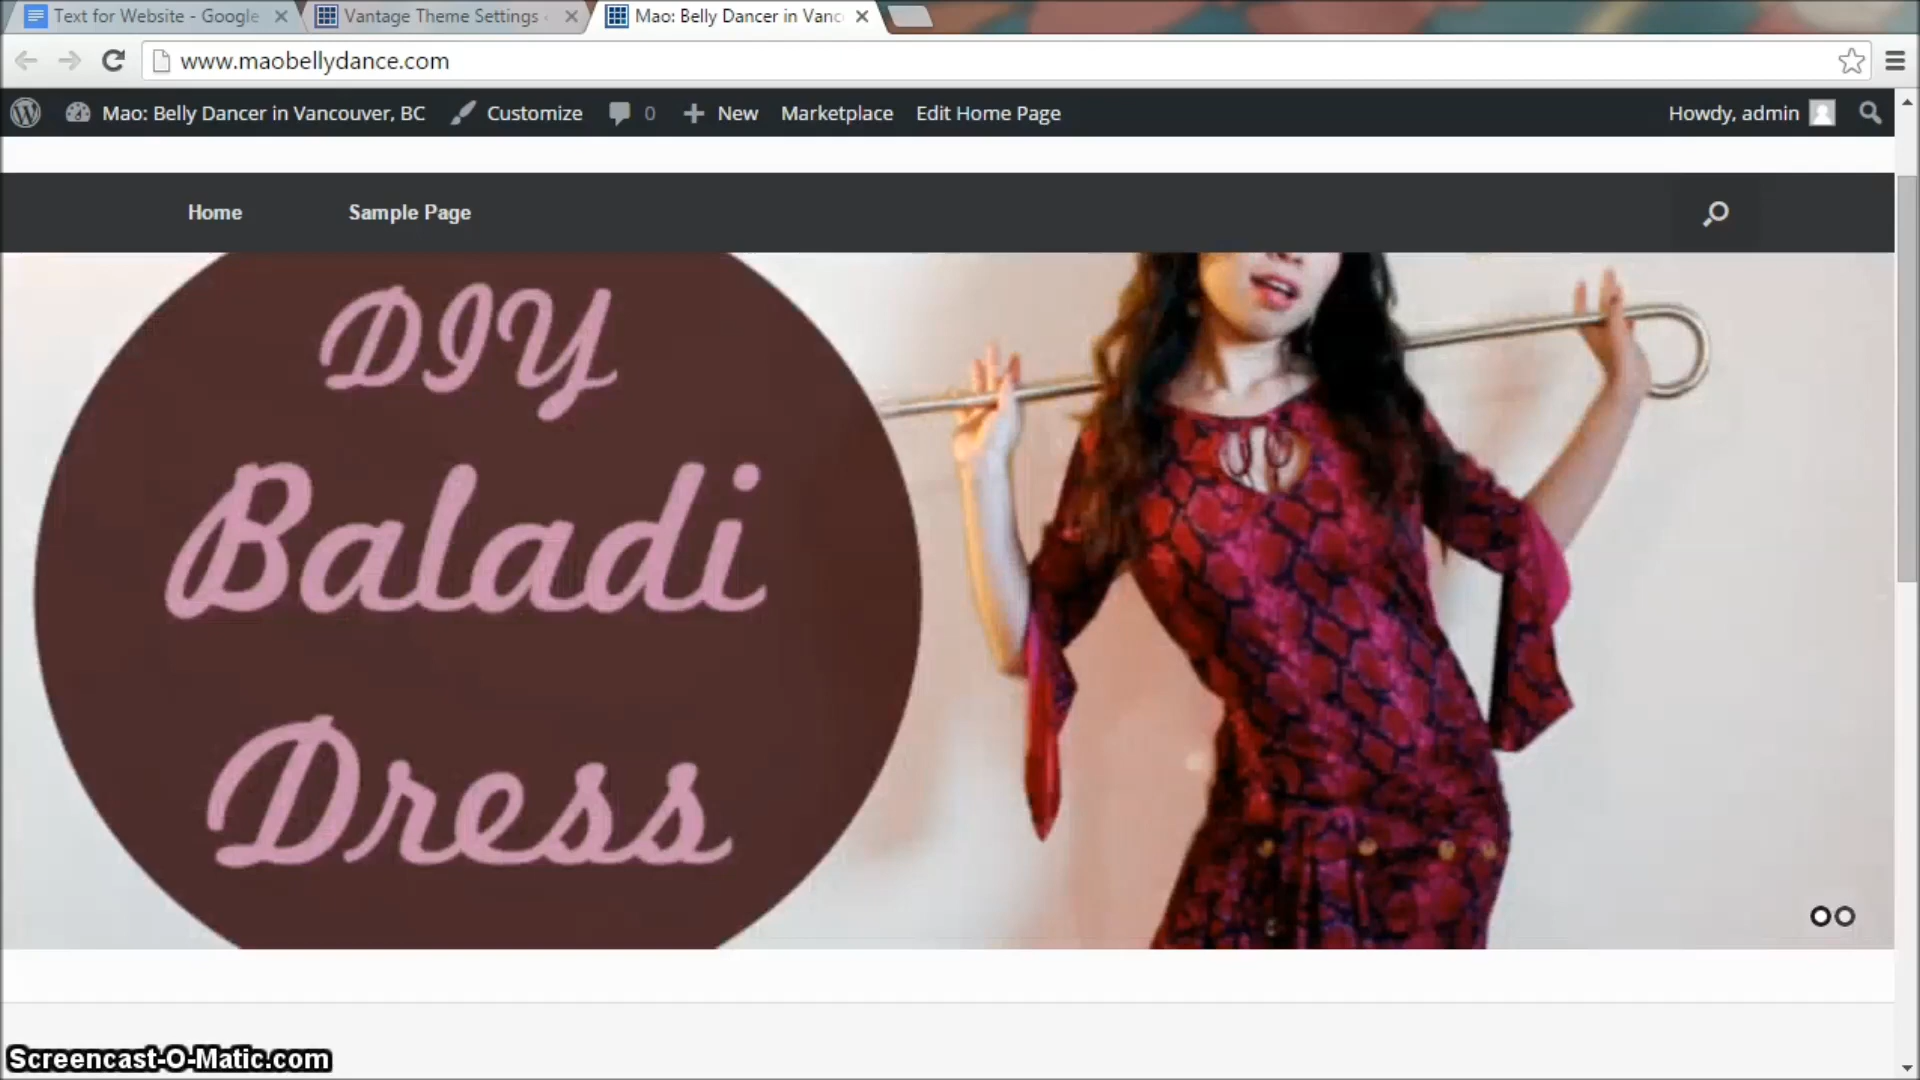 Text for Website - Google
Vantage Theme Settings
Mao: Belly Dancer in Vanc
www.maobellydance.com
Mao: Belly Dancer in Vancouver, BC Customize 0 New Marketplace Edit Home Page Howdy, admin
Home Sample Page
DIY
Baladi
Dress
Screencast-O-Matic.com